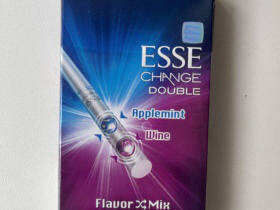 ESSE
CHANGE
DOUBLE
Applemint
Wine
Flavor Mix